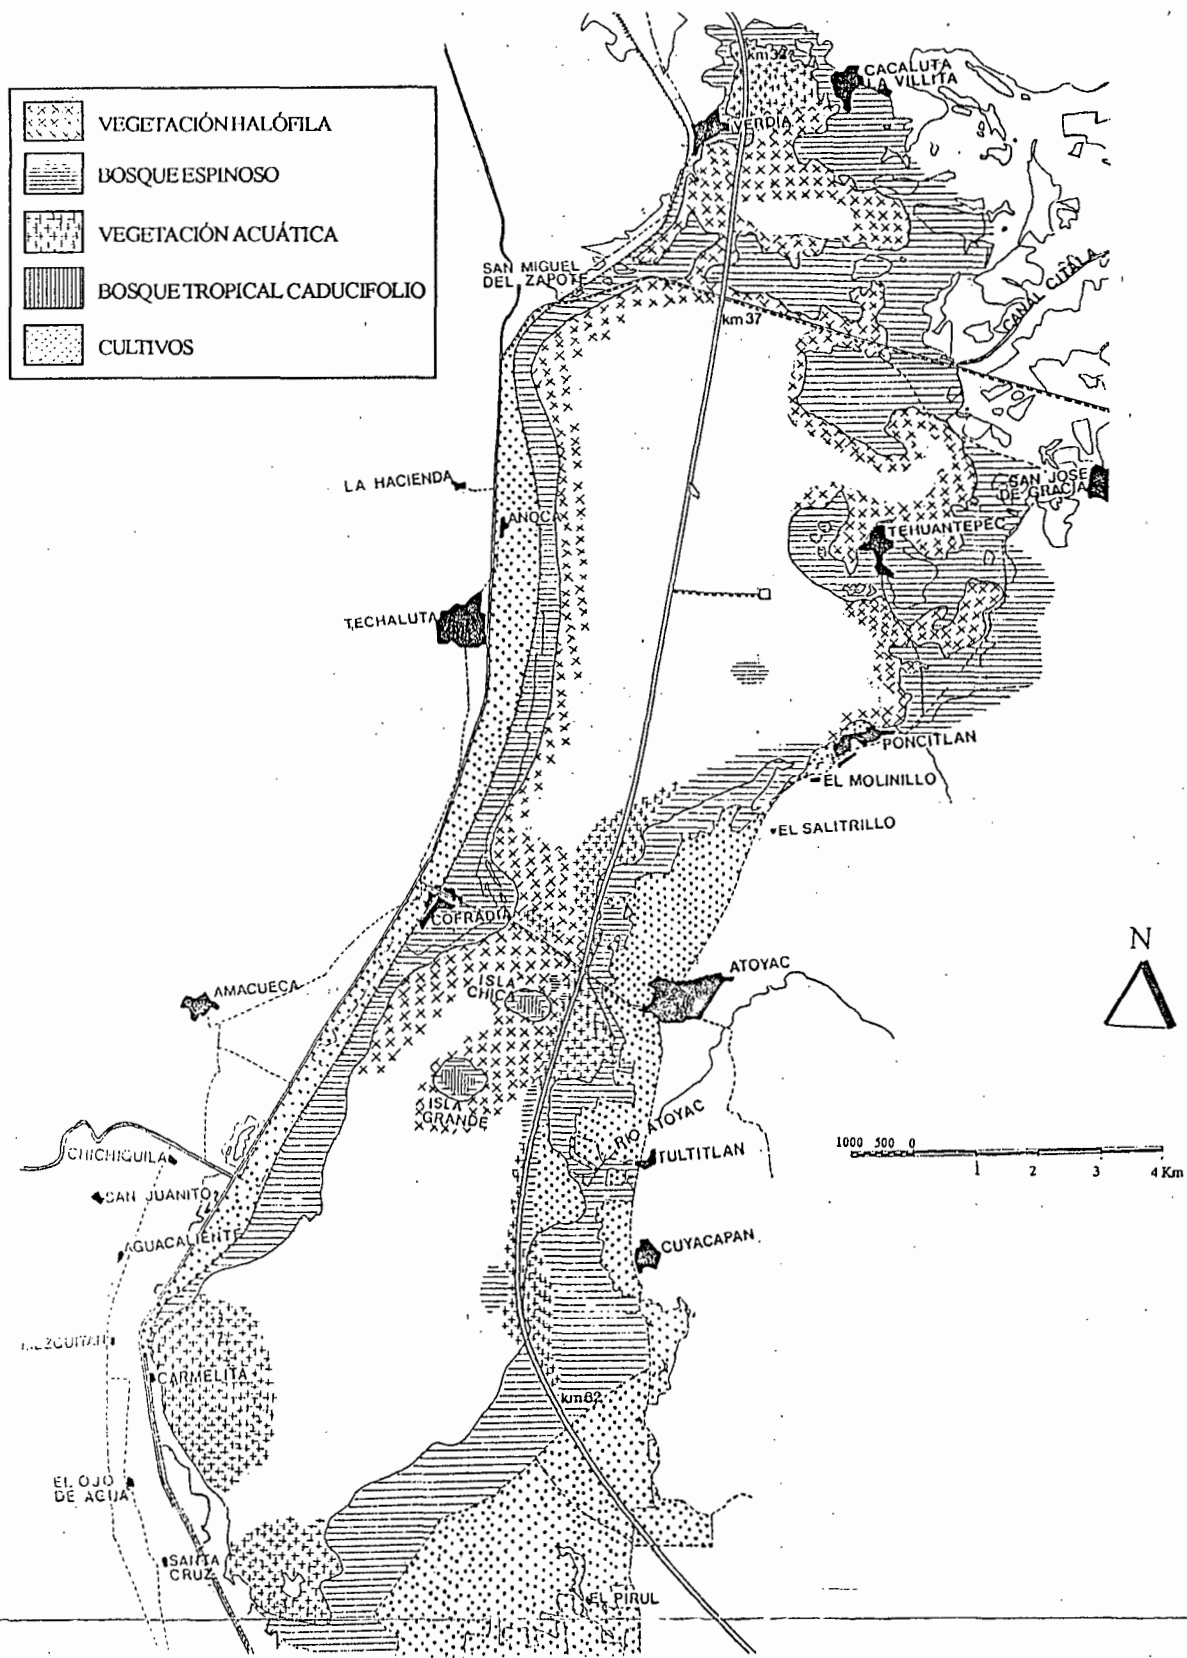 VEGETACIÓN HALÓFILA
BOSQUE ESPINOSO
VEGETACIÓN ACUÁTICA
BOSQUE TROPICAL CADUCIFOLIO
CULTIVOS
CACALUTA
LA VILLITA
VERDIA
SAN MIGUEL
DEL ZAPOTE
km 37
CANAL CITALA
LA HACIENDA
ANOCA
SAN JOSE
DE GRACIA
TEHUANTEPEC
TECHALUTA
PONCITLAN
EL MOLINILLO
EL SALITRILLO
COFRADIA
ATOYAC
AMACUECA
ISLA
CHICA
N
ISLA
GRANDE
RIO ATOYAC
1000 500 0
1 2 3 4 Km
CHICHIQUILA
TULTITLAN
SAN JUANITO
AGUACALIENTE
CUYACAPAN
CARMELITA
km 62
EL OJO
DE AGUA
SANTA
CRUZ
EL PIRUL